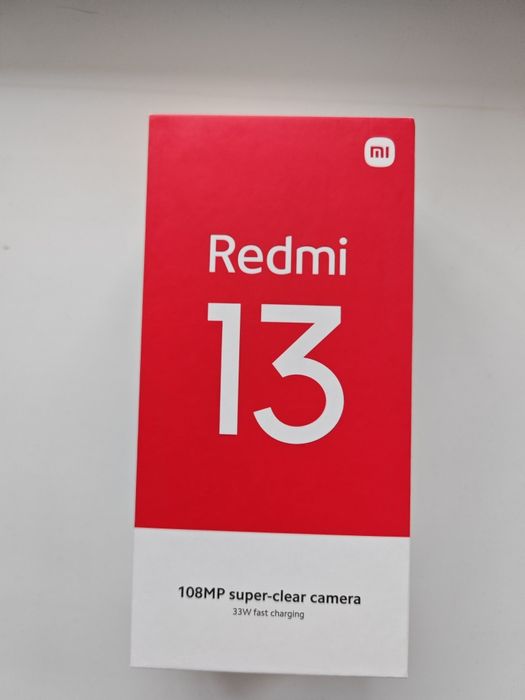 mi
Redmi
13
108MP super-clear camera
33W fast charging